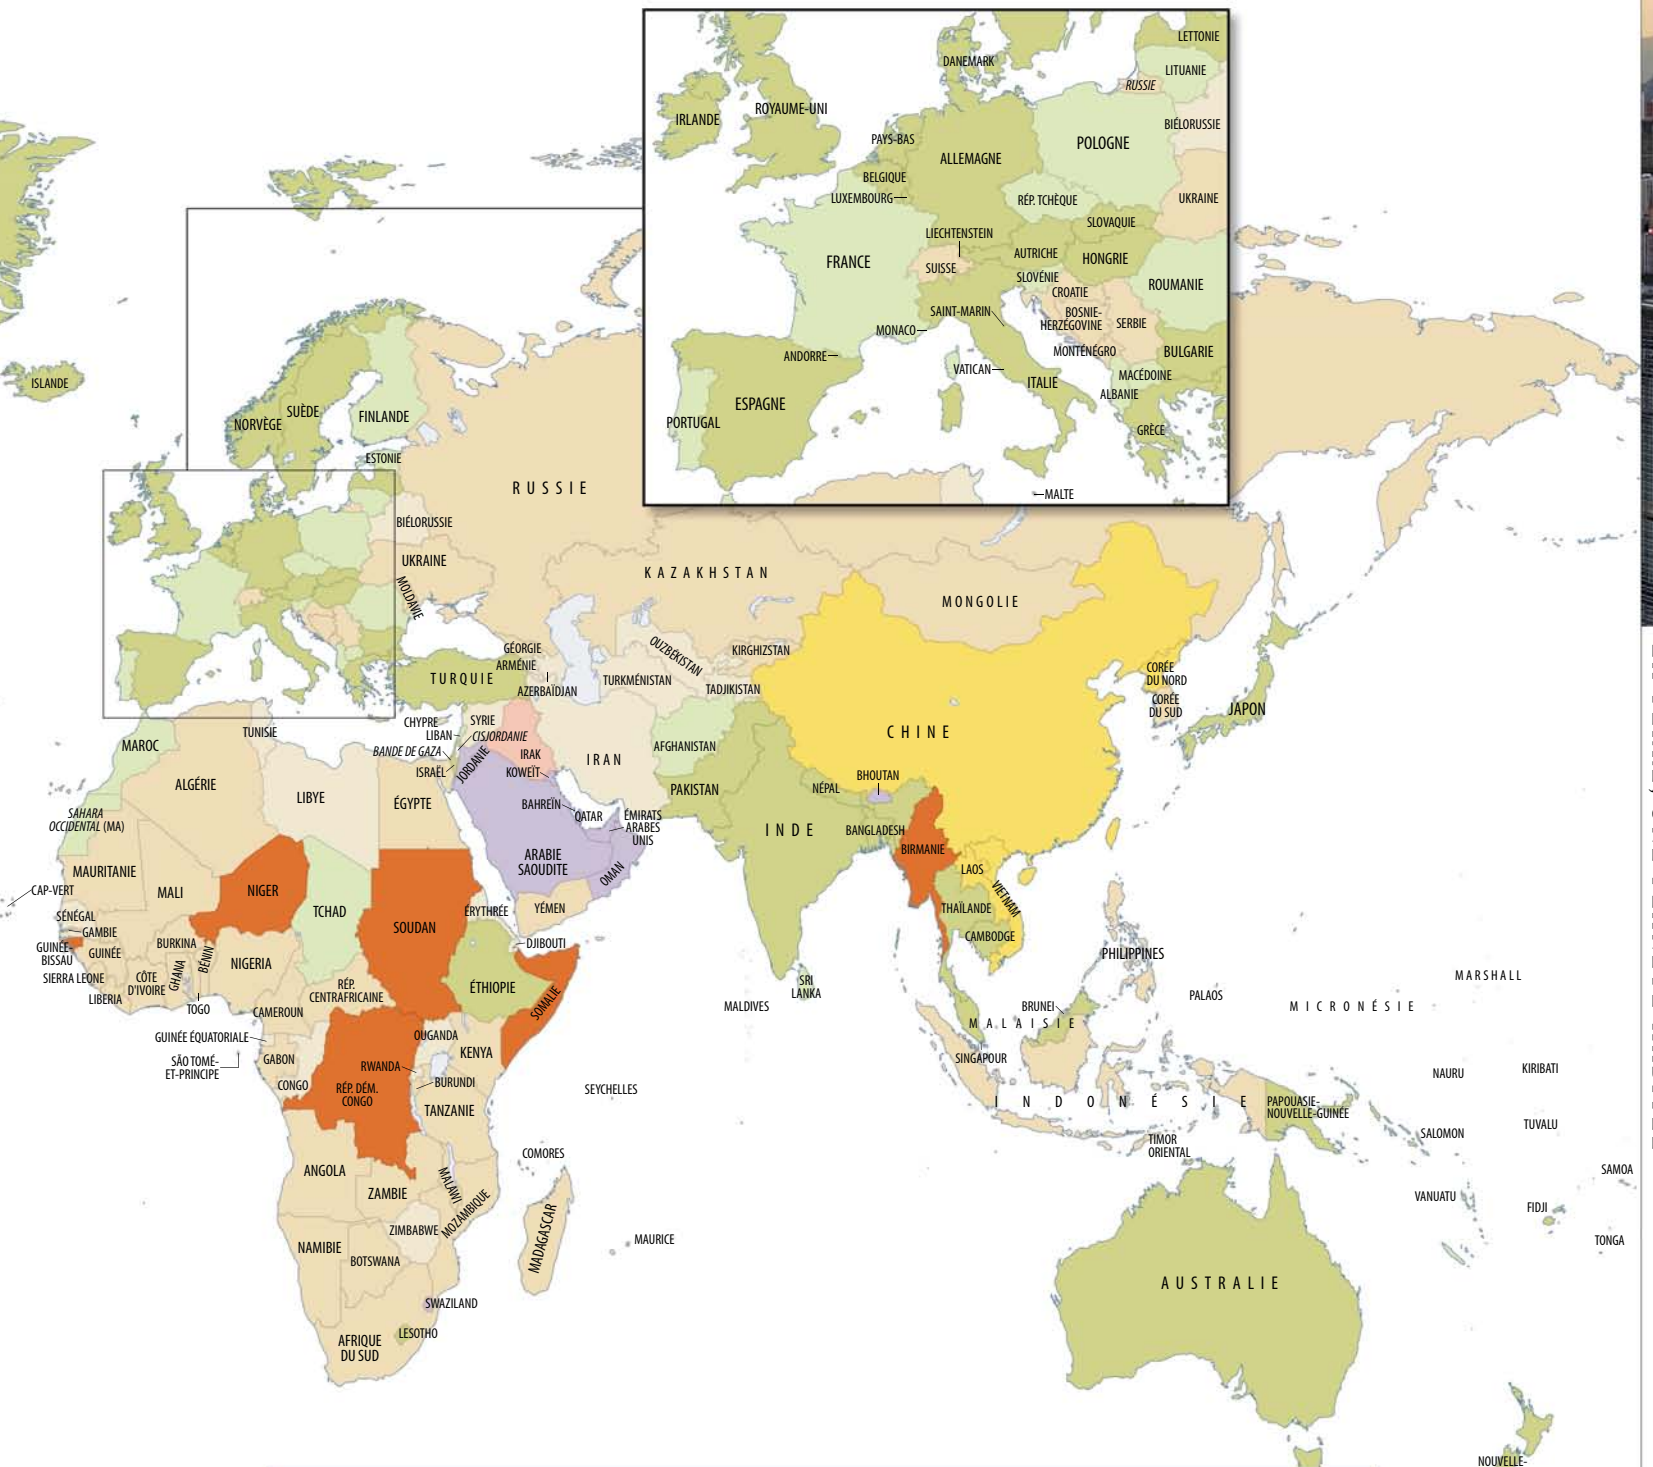 LETTONIE
DANEMARK
LITUANIE
RUSSIE
ROYAUME-UNI
IRLANDE
BIÉLORUSSIE
PAYS-BAS
POLOGNE
ALLEMAGNE
BELGIQUE
LUXEMBOURG
RÉP. TCHÈQUE
UKRAINE
SLOVAQUIE
LIECHTENSTEIN
AUTRICHE
HONGRIE
FRANCE
SUISSE
SLOVÉNIE
ROUMANIE
CROATIE
SAINT-MARIN
BOSNIE-
HERZÉGOVINE
SERBIE
MONACO
ANDORRE
MONTÉNÉGRO
BULGARIE
VATICAN
MACÉDOINE
ITALIE
ALBANIE
ESPAGNE
PORTUGAL
GRÈCE
MALTE
ISLANDE
NORVÈGE
SUÈDE
FINLANDE
ESTONIE
RUSSIE
BIÉLORUSSIE
UKRAINE
MOLDAVIE
KAZAKHSTAN
MONGOLIE
GÉORGIE
ARMÉNIE
AZERBAÏDJAN
TURQUIE
OUZBÉKISTAN
KIRGHIZSTAN
TURKMÉNISTAN
TADJIKISTAN
CORÉE
DU NORD
CORÉE
DU SUD
JAPON
CHINE
CHYPRE
SYRIE
LIBAN
CISJORDANIE
BANDE DE GAZA
ISRAËL
JORDANIE
IRAK
KOWEÏT
IRAN
AFGHANISTAN
PAKISTAN
NÉPAL
BHOUTAN
INDE
BANGLADESH
BIRMANIE
LAOS
VIETNAM
THAÏLANDE
CAMBODGE
TUNISIE
MAROC
ALGÉRIE
LIBYE
ÉGYPTE
BAHREÏN
QATAR
ÉMIRATS
ARABES
UNIS
ARABIE
SAOUDITE
OMAN
YÉMEN
SAHARA
OCCIDENTAL (MA)
MAURITANIE
MALI
NIGER
TCHAD
SOUDAN
ÉRYTHRÉE
DJIBOUTI
CAP-VERT
SÉNÉGAL
GAMBIE
GUINÉE-
BISSAU
GUINÉE
SIERRA LEONE
LIBERIA
CÔTE
D'IVOIRE
BURKINA
GHANA
TOGO
BÉNIN
NIGERIA
CAMEROUN
RÉP.
CENTRAFRICAINE
ÉTHIOPIE
SOMALIE
GUINÉE ÉQUATORIALE
SÃO TOMÉ-
ET-PRINCIPE
GABON
CONGO
RÉP. DÉM.
CONGO
OUGANDA
RWANDA
KENYA
BURUNDI
TANZANIE
ANGOLA
ZAMBIE
MALAWI
MOZAMBIQUE
ZIMBABWE
NAMIBIE
BOTSWANA
SWAZILAND
LESOTHO
AFRIQUE
DU SUD
COMORES
MADAGASCAR
MAURICE
SEYCHELLES
MALDIVES
SRI
LANKA
PHILIPPINES
BRUNEI
MALAISIE
SINGAPOUR
INDONÉSIE
PALAOS
MARSHALL
MICRONÉSIE
NAURU
KIRIBATI
PAPOUASIE-
NOUVELLE-GUINÉE
SALOMON
TUVALU
TIMOR
ORIENTAL
SAMOA
VANUATU
FIDJI
TONGA
AUSTRALIE
NOUVELLE-